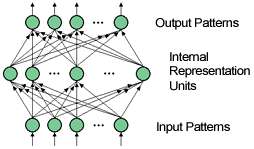 Output Patterns
Internal
Representation
Units
Input Patterns